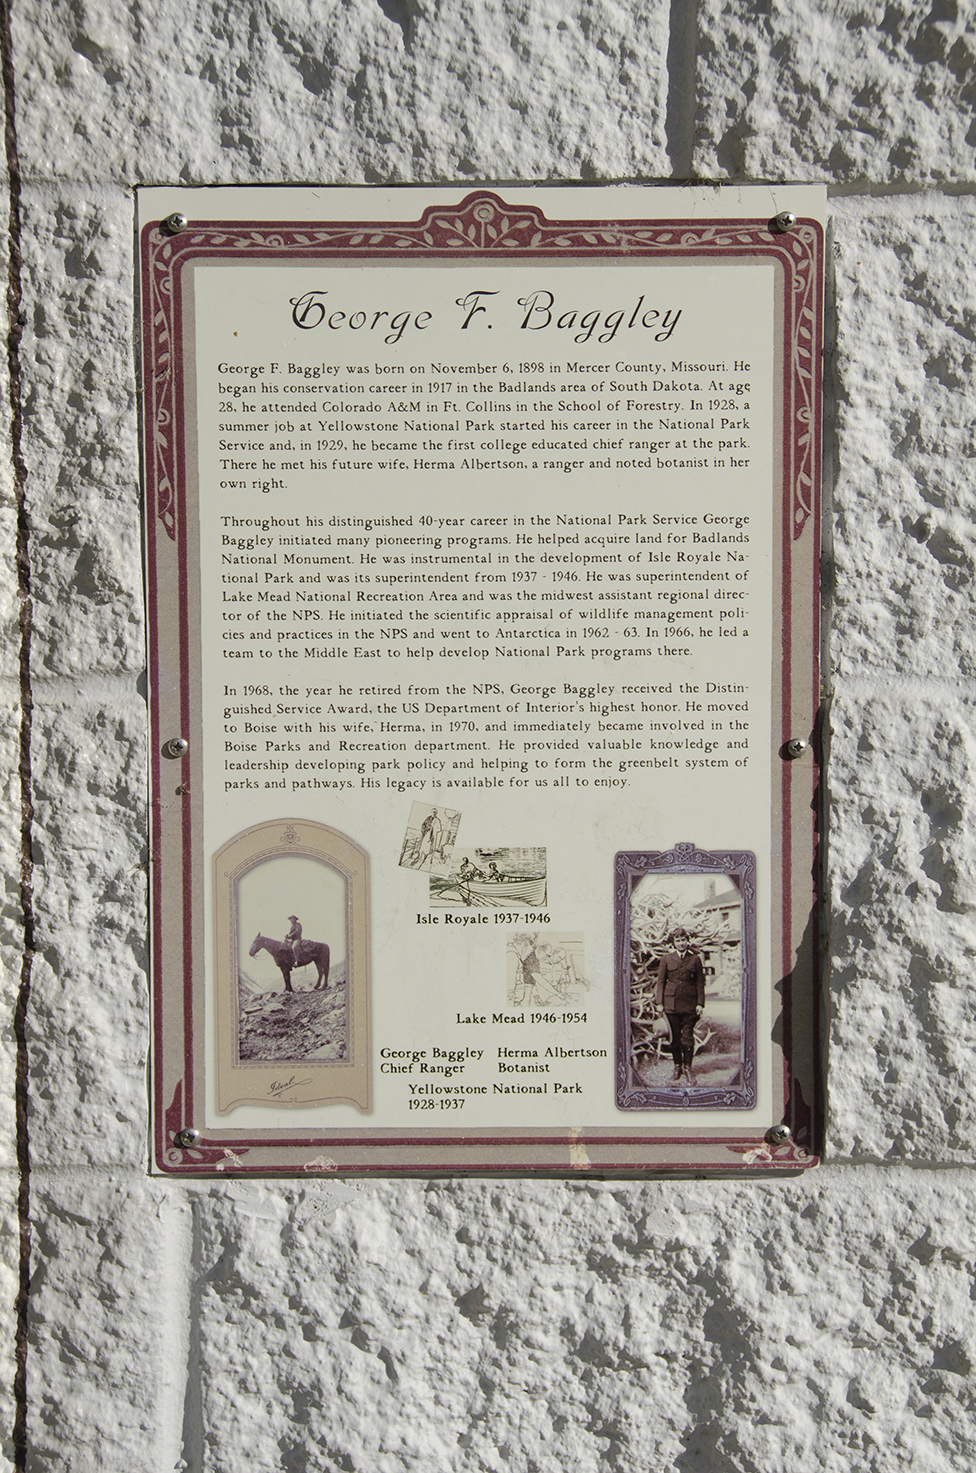 George F. Baggley
George F. Baggley was born on November 6, 1898 in Mercer County, Missouri. He
began his conservation career in 1917 in the Badlands area of South Dakota. At age
28, he attended Colorado A&M in Ft. Collins in the School of Forestry. In 1928, a
summer job at Yellowstone National Park started his career in the National Park
Service and, in 1929, he became the first college educated chief ranger at the park.
There he met his future wife, Herma Albertson, a ranger and noted botanist in her
own right.
Throughout his distinguished 40-year career in the National Park Service George
Baggley initiated many pioneering programs. He helped acquire land for Badlands
National Monument. He was instrumental in the development of Isle Royale Na-
tional Park and was its superintendent from 1937 - 1946. He was superintendent of
Lake Mead National Recreation Area and was the midwest assistant regional direc-
tor of the NPS. He initiated the scientific appraisal of wildlife management poli-
cies and practices in the NPS and went to Antarctica in 1962 - 63. In 1966, he led a
team to the Middle East to help develop National Park programs there.
In 1968, the year he retired from the NPS, George Baggley received the Distin-
guished Service Award, the US Department of Interior's highest honor. He moved
to Boise with his wife, Herma, in 1970, and immediately became involved in the
Boise Parks and Recreation department. He provided valuable knowledge and
leadership developing park policy and helping to form the greenbelt system of
parks and pathways. His legacy is available for us all to enjoy.
Isle Royale 1937-1946
Lake Mead 1946-1954
George Baggley Herma Albertson
Chief Ranger Botanist
Yellowstone National Park
1928-1937
Ideal